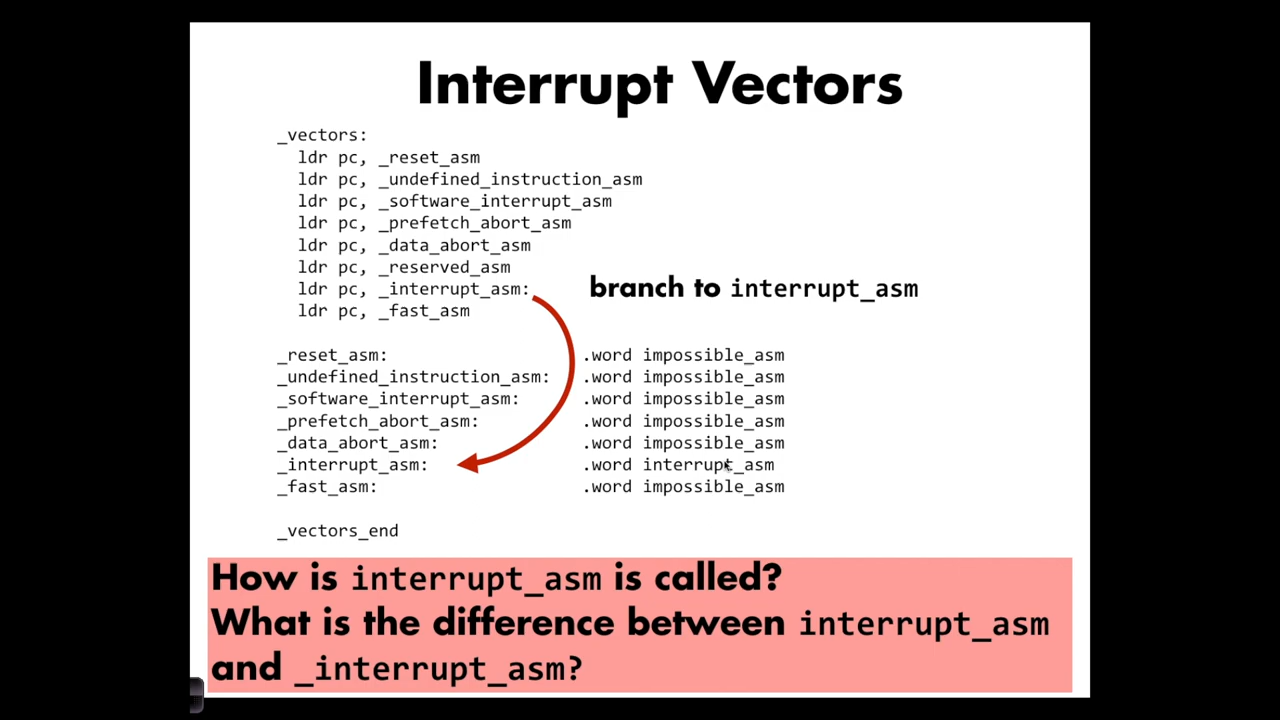 Interrupt Vectors
_vectors:
ldr pc, _reset_asm
ldr pc, _undefined_instruction_asm
ldr pc, _software_interrupt_asm
ldr pc, _prefetch_abort_asm
ldr pc, _data_abort_asm
ldr pc, _reserved_asm
ldr pc, _interrupt_asm:
branch to interrupt_asm
ldr pc, _fast_asm
_reset_asm: .word impossible_asm
_undefined_instruction_asm: .word impossible_asm
_software_interrupt_asm: .word impossible_asm
_prefetch_abort_asm: .word impossible_asm
_data_abort_asm: .word impossible_asm
_interrupt_asm: .word interrupt_asm
_fast_asm: .word impossible_asm
_vectors_end
How is interrupt_asm is called?
What is the difference between interrupt_asm
and _interrupt_asm?